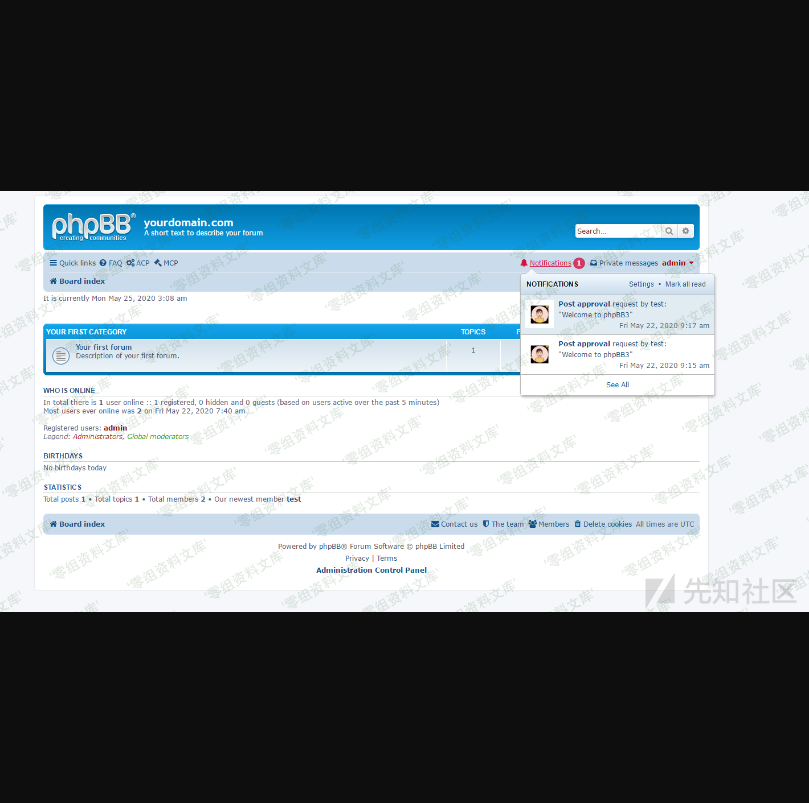 phpBB®
creating communities
yourdomain.com
A short text to describe your forum
Search…
Quick links FAQ ACP MCP
Notifications 1 Private messages admin
Board index
NOTIFICATIONS Settings • Mark all read
Post approval request by test:
"Welcome to phpBB3"
Fri May 22, 2020 9:17 am
Post approval request by test:
"Welcome to phpBB3"
Fri May 22, 2020 9:15 am
See All
It is currently Mon May 25, 2020 3:08 am
YOUR FIRST CATEGORY TOPICS
Your first forum 1
Description of your first forum.
WHO IS ONLINE
In total there is 1 user online :: 1 registered, 0 hidden and 0 guests (based on users active over the past 5 minutes)
Most users ever online was 2 on Fri May 22, 2020 7:40 am
Registered users: admin
Legend: Administrators, Global moderators
BIRTHDAYS
No birthdays today
STATISTICS
Total posts 1 • Total topics 1 • Total members 2 • Our newest member test
Board index Contact us The team Members Delete cookies All times are UTC
Powered by phpBB® Forum Software © phpBB Limited
Privacy | Terms
Administration Control Panel
零组资料文库
先知社区